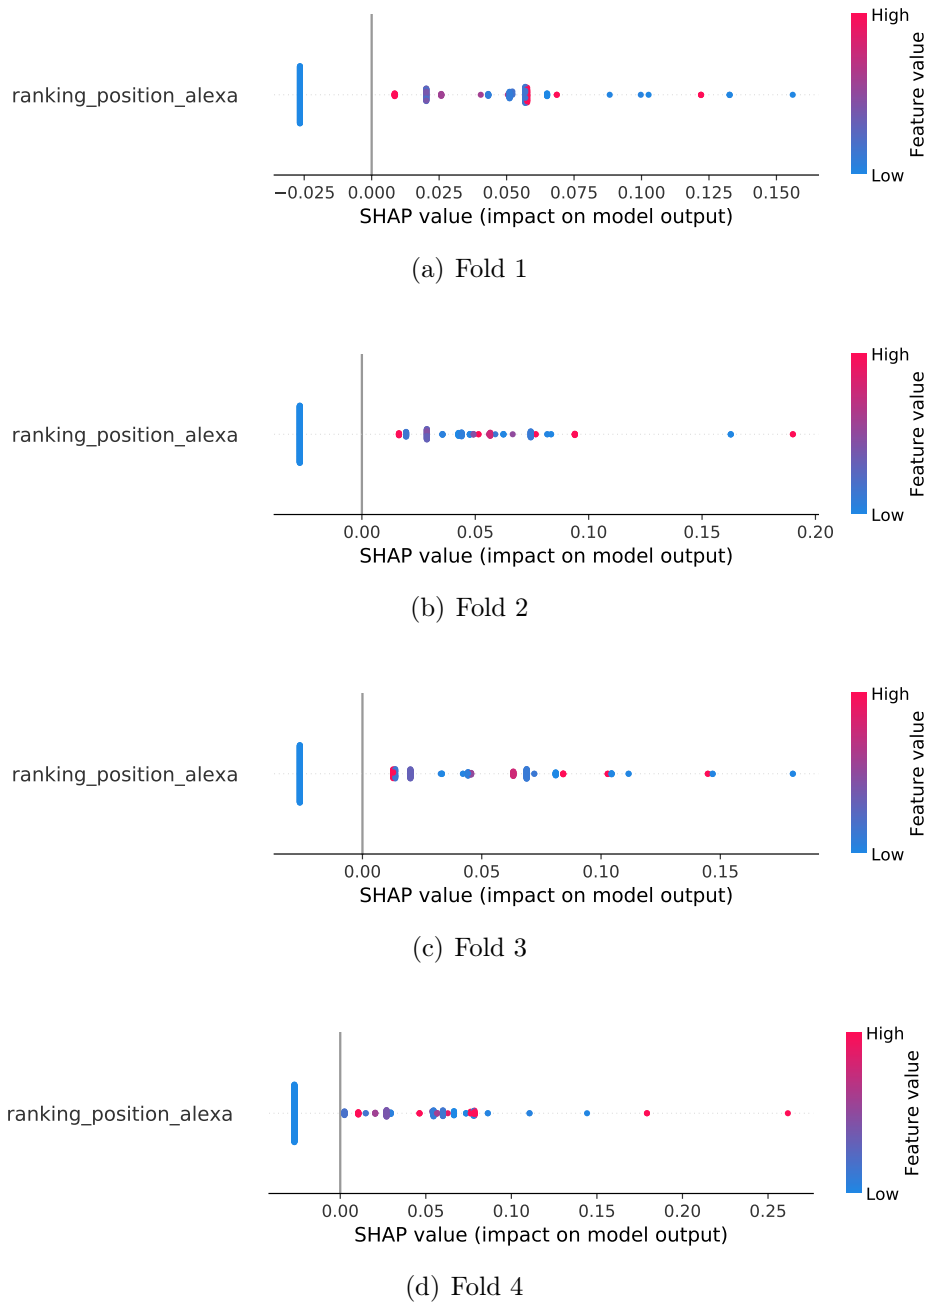 High
ranking_position_alexa
Feature value
Low
−0.025 0.000 0.025 0.050 0.075 0.100 0.125 0.150
SHAP value (impact on model output)
(a) Fold 1
High
ranking_position_alexa
Feature value
Low
0.00 0.05 0.10 0.15 0.20
SHAP value (impact on model output)
(b) Fold 2
High
ranking_position_alexa
Feature value
Low
0.00 0.05 0.10 0.15
SHAP value (impact on model output)
(c) Fold 3
High
ranking_position_alexa
Feature value
Low
0.00 0.05 0.10 0.15 0.20 0.25
SHAP value (impact on model output)
(d) Fold 4